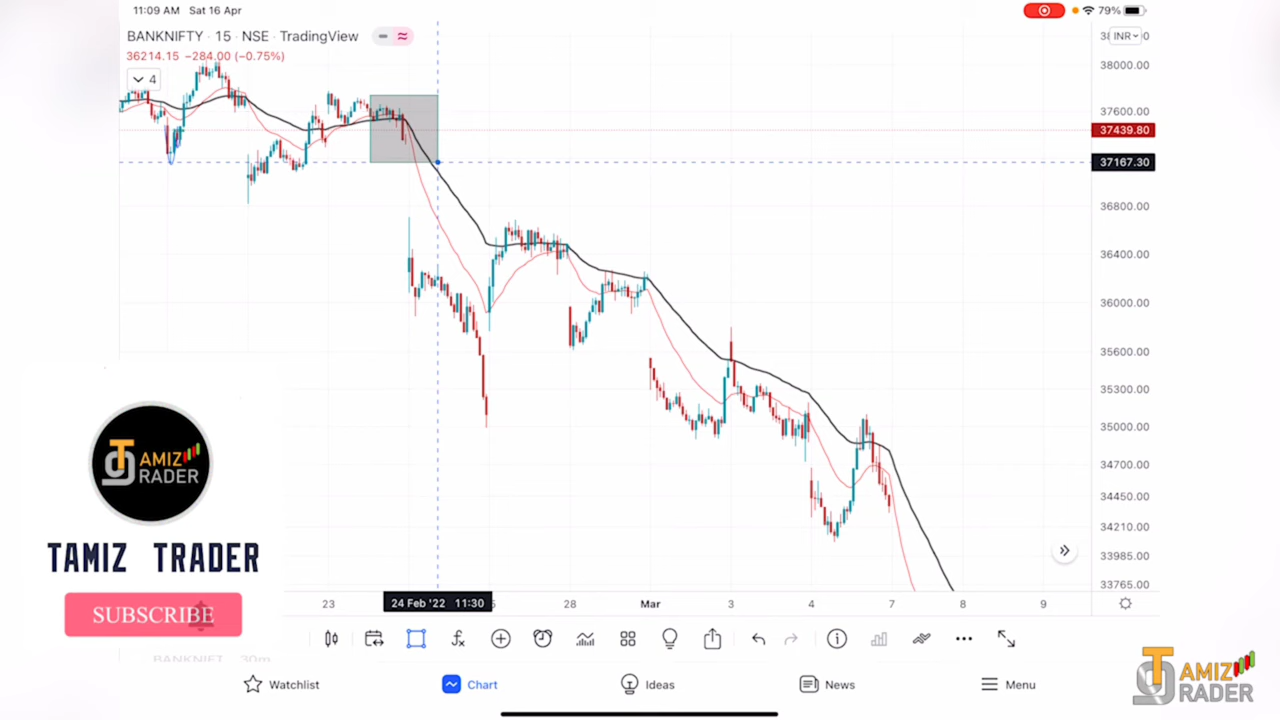 11:09 AM Sat 16 Apr
79%
BANKNIFTY · 15 · NSE · TradingView
INR
36214.15 −284.00 (−0.75%)
4
38000.00
37600.00
37439.80
37167.30
36800.00
36400.00
36000.00
35600.00
35300.00
35000.00
34700.00
34450.00
34210.00
33985.00
33765.00
TAMIZ
TRADER
TAMIZ TRADER
SUBSCRIBE
23
24 Feb '22 11:30
28
Mar
3
4
7
8
9
BANKNIFT 30m
Watchlist
Chart
Ideas
News
Menu
TAMIZ
TRADER